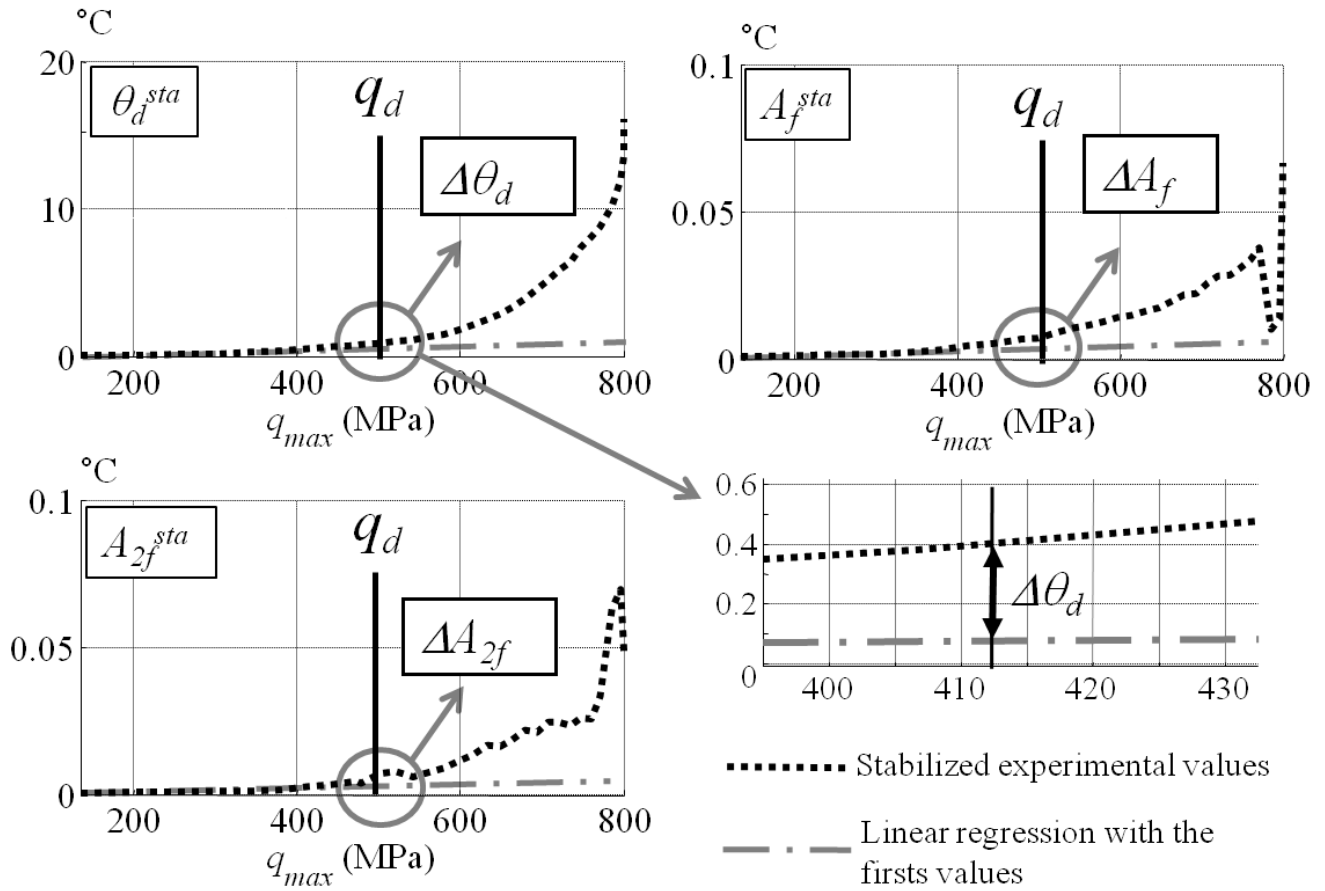 °C
20
10
0
θ_d^sta
q_d
Δθ_d
200 400 600 800
q_max (MPa)
°C
0.1
0.05
0
A_f^sta
q_d
ΔA_f
200 400 600 800
q_max (MPa)
°C
0.1
0.05
0
A_2f^sta
q_d
ΔA_2f
200 400 600 800
q_max (MPa)
0.6
0.4
0.2
0
Δθ_d
400 410 420 430
Stabilized experimental values
Linear regression with the
firsts values